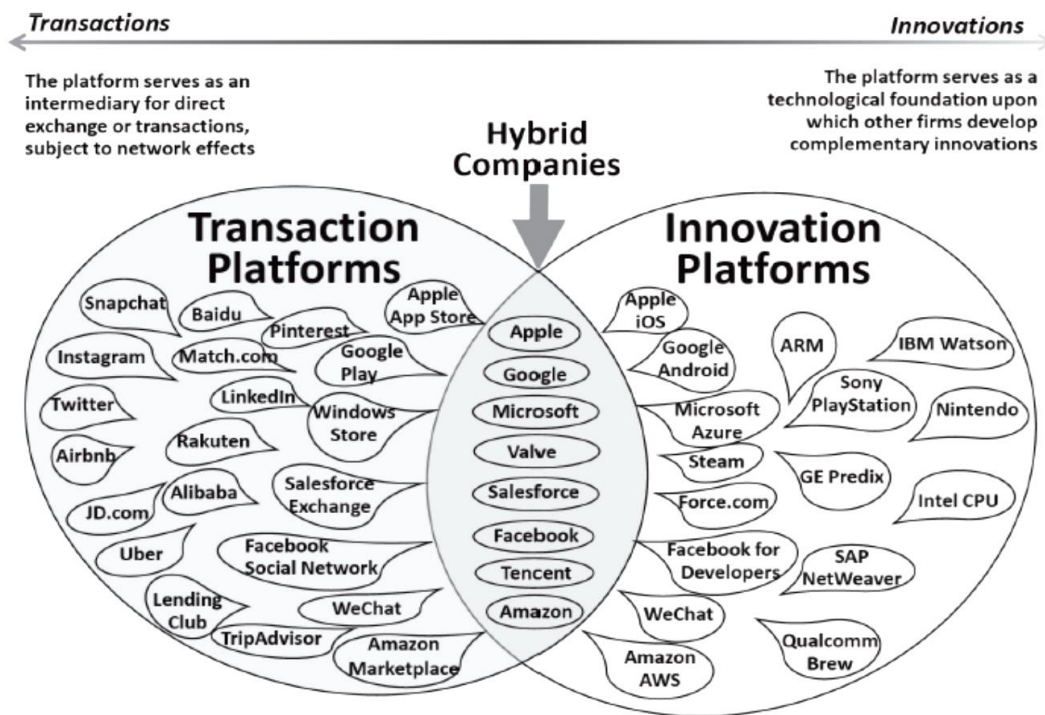 Transactions
Innovations
The platform serves as an
intermediary for direct
exchange or transactions,
subject to network effects
The platform serves as a
technological foundation upon
which other firms develop
complementary innovations
Hybrid
Companies
Transaction
Platforms
Innovation
Platforms
Snapchat
Baidu
Pinterest
Apple
App Store
Instagram
Match.com
Google
Play
Twitter
LinkedIn
Windows
Store
Airbnb
Rakuten
JD.com
Alibaba
Salesforce
Exchange
Uber
Facebook
Social Network
Lending
Club
WeChat
TripAdvisor
Amazon
Marketplace
Apple
Google
Microsoft
Valve
Salesforce
Facebook
Tencent
Amazon
Apple
iOS
Google
Android
ARM
IBM Watson
Microsoft
Azure
Sony
PlayStation
Nintendo
Steam
GE Predix
Force.com
Intel CPU
Facebook for
Developers
SAP
NetWeaver
WeChat
Amazon
AWS
Qualcomm
Brew